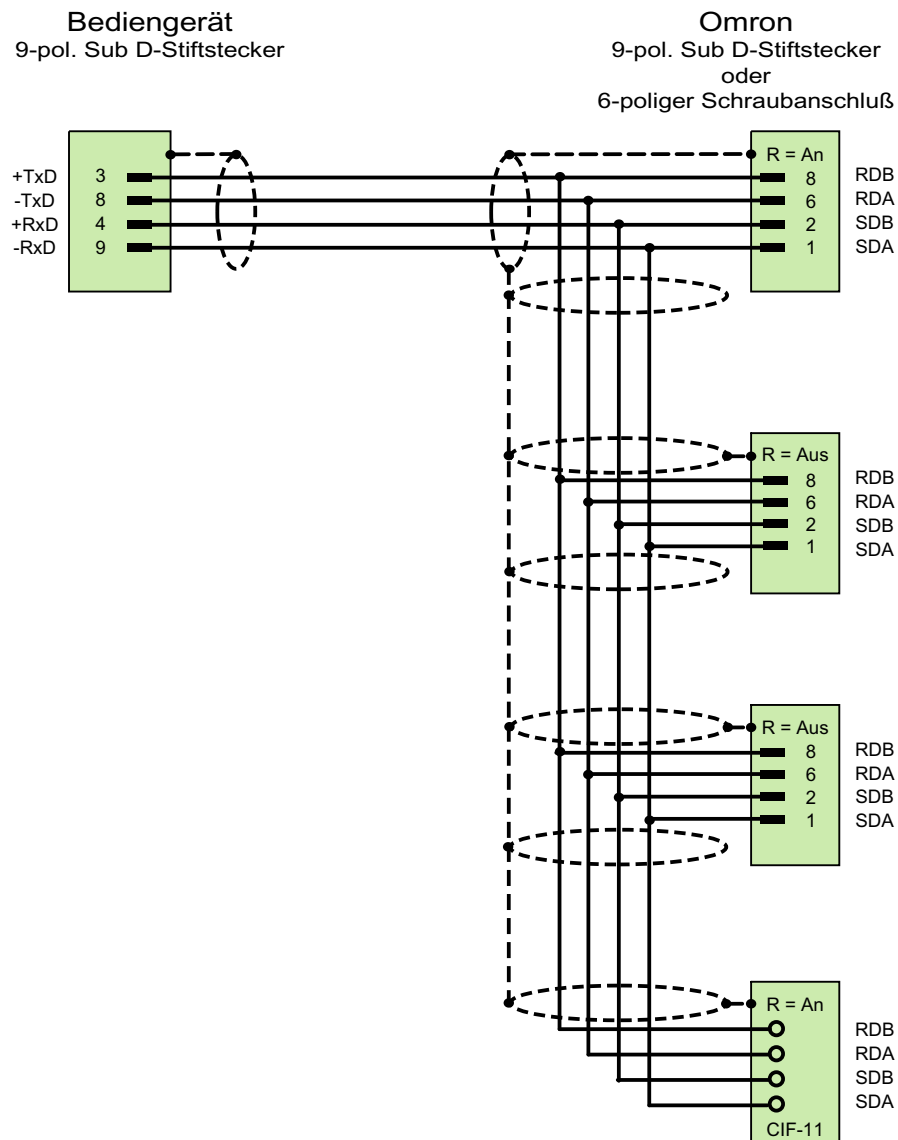 Bediengerät
9-pol. Sub D-Stiftstecker
Omron
9-pol. Sub D-Stiftstecker
oder
6-poliger Schraubanschluß
+TxD 3
-TxD 8
+RxD 4
-RxD 9
R = An
8 RDB
6 RDA
2 SDB
1 SDA
R = Aus
8 RDB
6 RDA
2 SDB
1 SDA
R = Aus
8 RDB
6 RDA
2 SDB
1 SDA
R = An
RDB
RDA
SDB
SDA
CIF-11